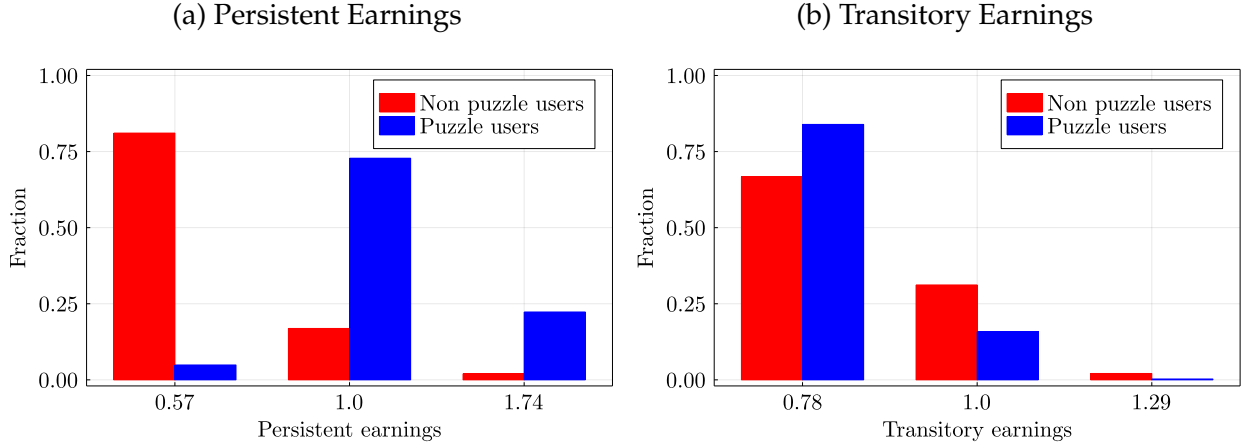 (a) Persistent Earnings
1.00
0.75
0.50
0.25
0.00
Fraction
Non puzzle users
Puzzle users
0.57 1.0 1.74
Persistent earnings
(b) Transitory Earnings
1.00
0.75
0.50
0.25
0.00
Fraction
Non puzzle users
Puzzle users
0.78 1.0 1.29
Transitory earnings